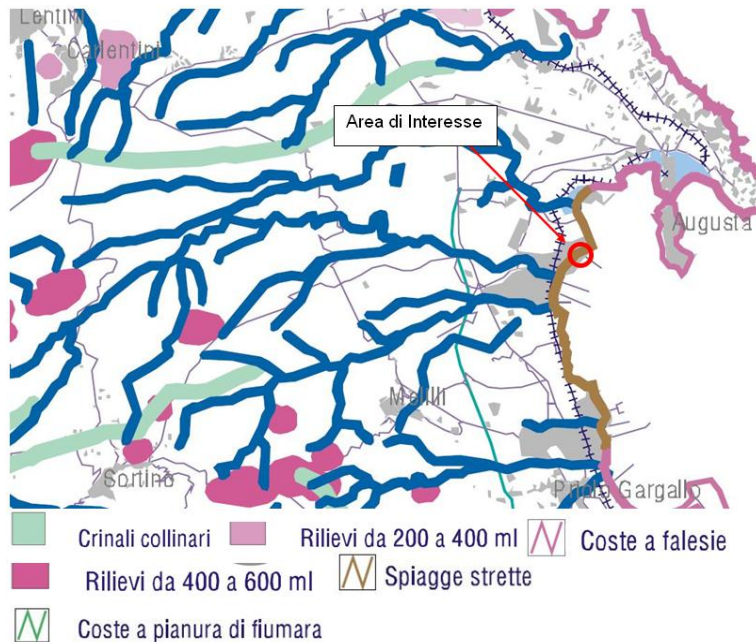 Lentini
Carlentini
Area di Interesse
Augusta
Melilli
Sortino
Priolo Gargallo
Crinali collinari
Rilievi da 200 a 400 ml
Coste a falesie
Rilievi da 400 a 600 ml
Spiagge strette
Coste a pianura di fiumara